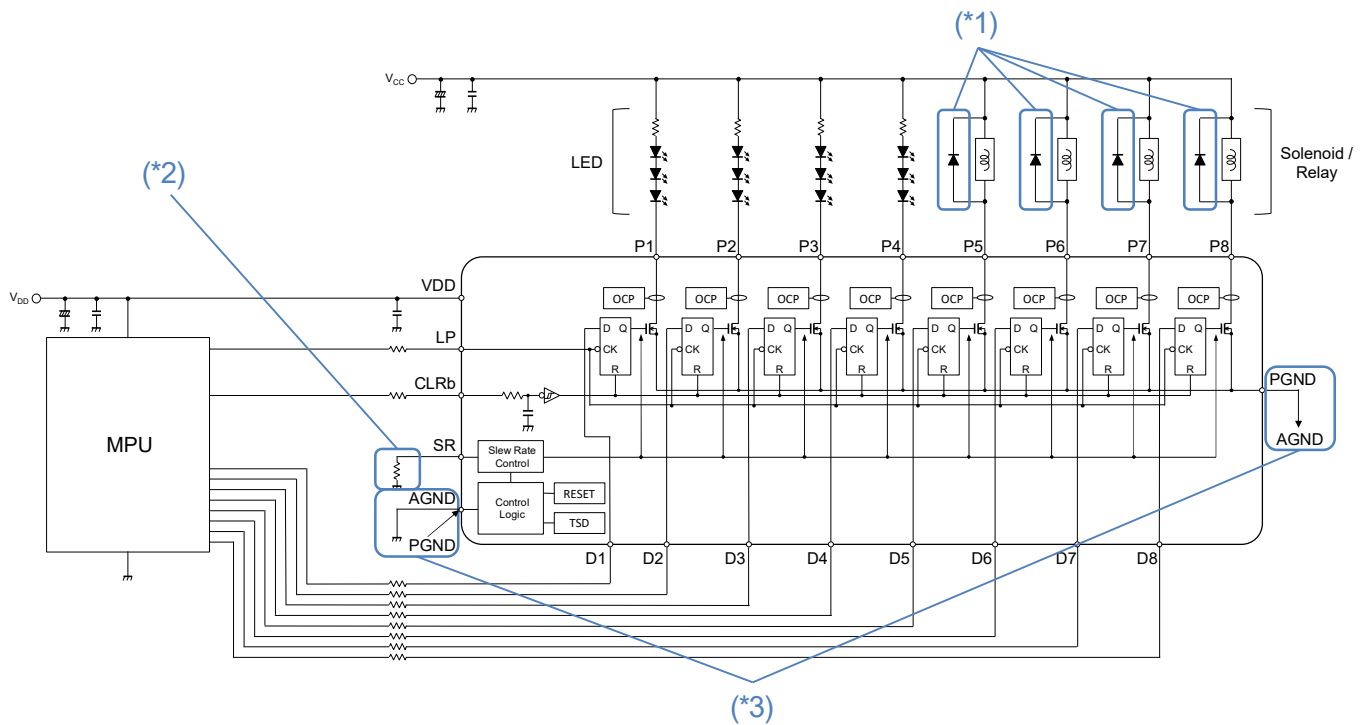 (*1)
V_CC
LED
Solenoid /
Relay
(*2)
P1 P2 P3 P4 P5 P6 P7 P8
V_DD
VDD
OCP OCP OCP OCP OCP OCP OCP OCP
D Q D Q D Q D Q D Q D Q D Q D Q
LP
CK CK CK CK CK CK CK CK
R R R R R R R R
CLRb
PGND
AGND
MPU
SR
Slew Rate
Control
AGND
PGND
Control
Logic
RESET
TSD
D1 D2 D3 D4 D5 D6 D7 D8
(*3)